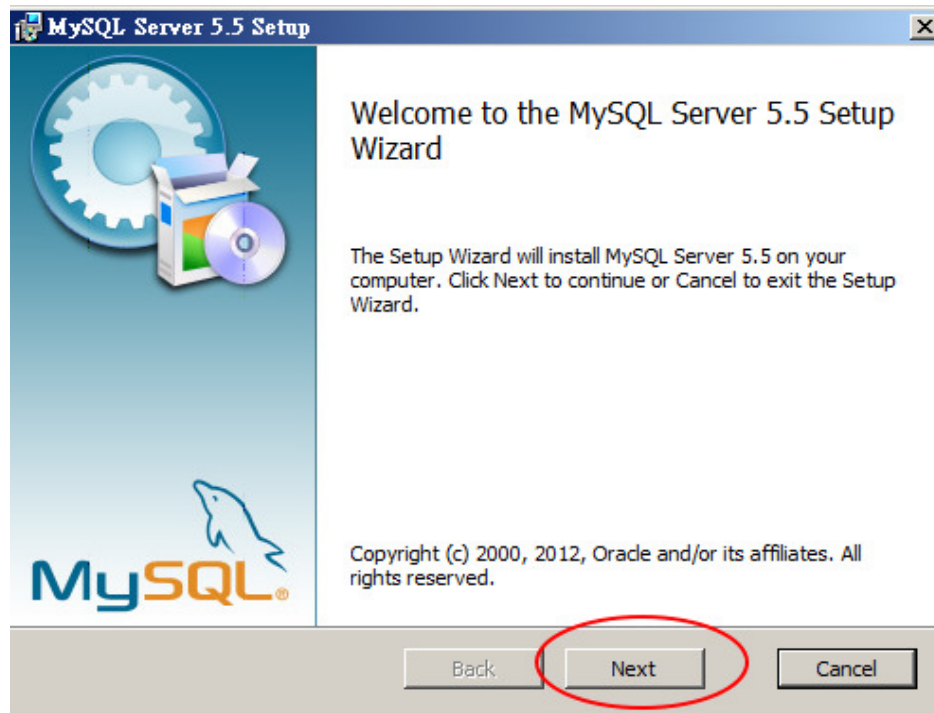 MySQL Server 5.5 Setup
Welcome to the MySQL Server 5.5 Setup
Wizard
The Setup Wizard will install MySQL Server 5.5 on your
computer. Click Next to continue or Cancel to exit the Setup
Wizard.
Copyright (c) 2000, 2012, Oracle and/or its affiliates. All
rights reserved.
MySQL®
Back
Next
Cancel